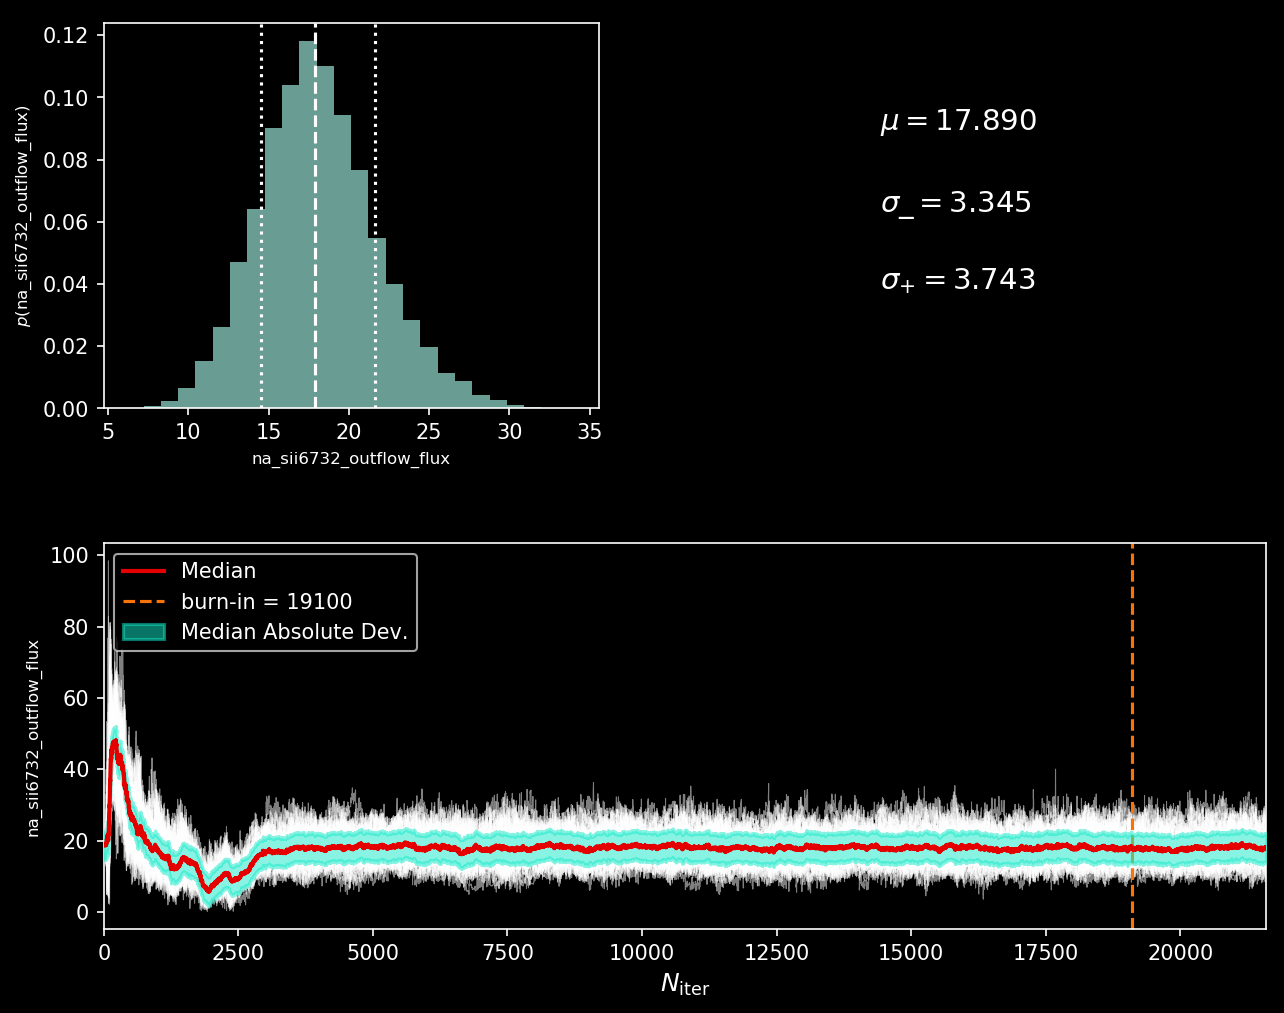 0.12
0.10
0.08
0.06
0.04
0.02
0.00
p(na_sii6732_outflow_flux)
5 10 15 20 25 30 35
na_sii6732_outflow_flux
μ = 17.890
σ_ = 3.345
σ+ = 3.743
100
80
60
40
20
0
na_sii6732_outflow_flux
Median
burn-in = 19100
Median Absolute Dev.
0 2500 5000 7500 10000 12500 15000 17500 20000
Niter